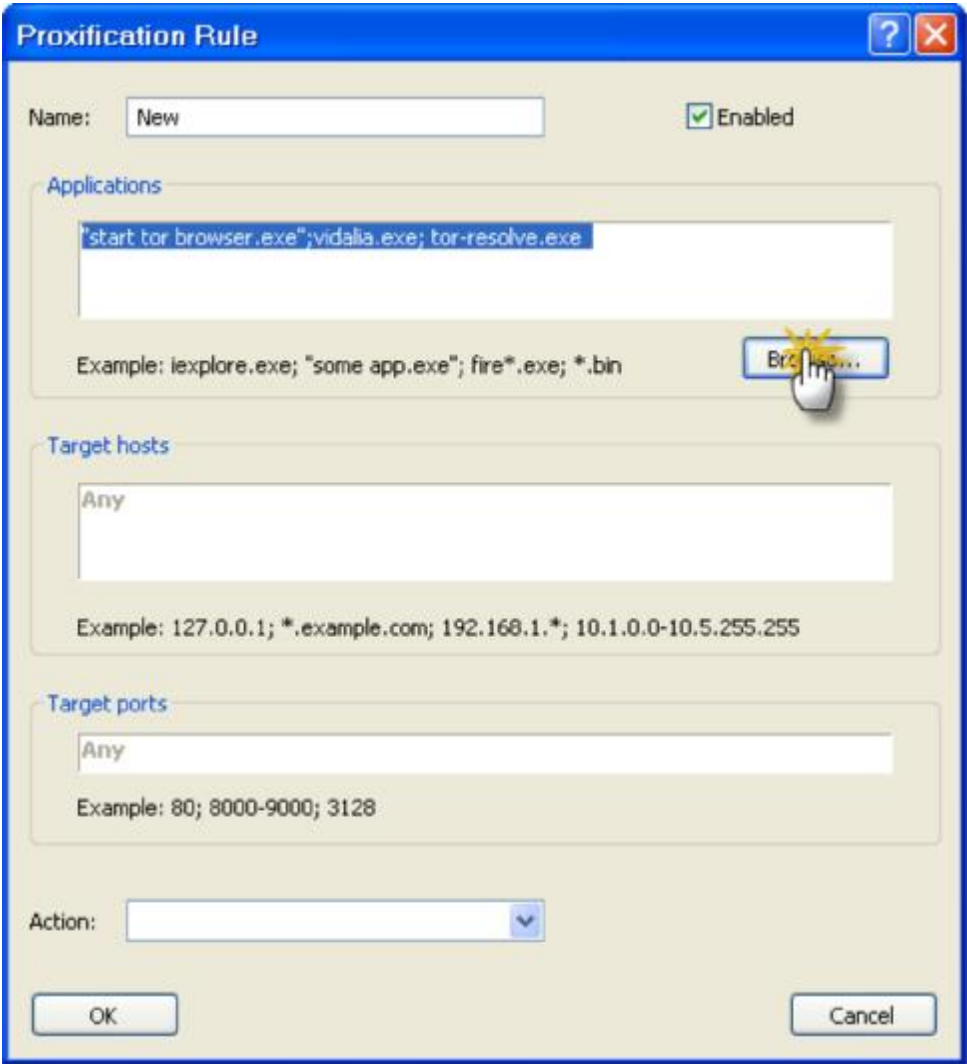 Proxification Rule
Name: New Enabled
Applications
"start tor browser.exe";vidalia.exe; tor-resolve.exe
Example: iexplore.exe; "some app.exe"; fire*.exe; *.bin
Target hosts
Any
Example: 127.0.0.1; *.example.com; 192.168.1.*; 10.1.0.0-10.5.255.255
Target ports
Any
Example: 80; 8000-9000; 3128
Action:
OK Cancel